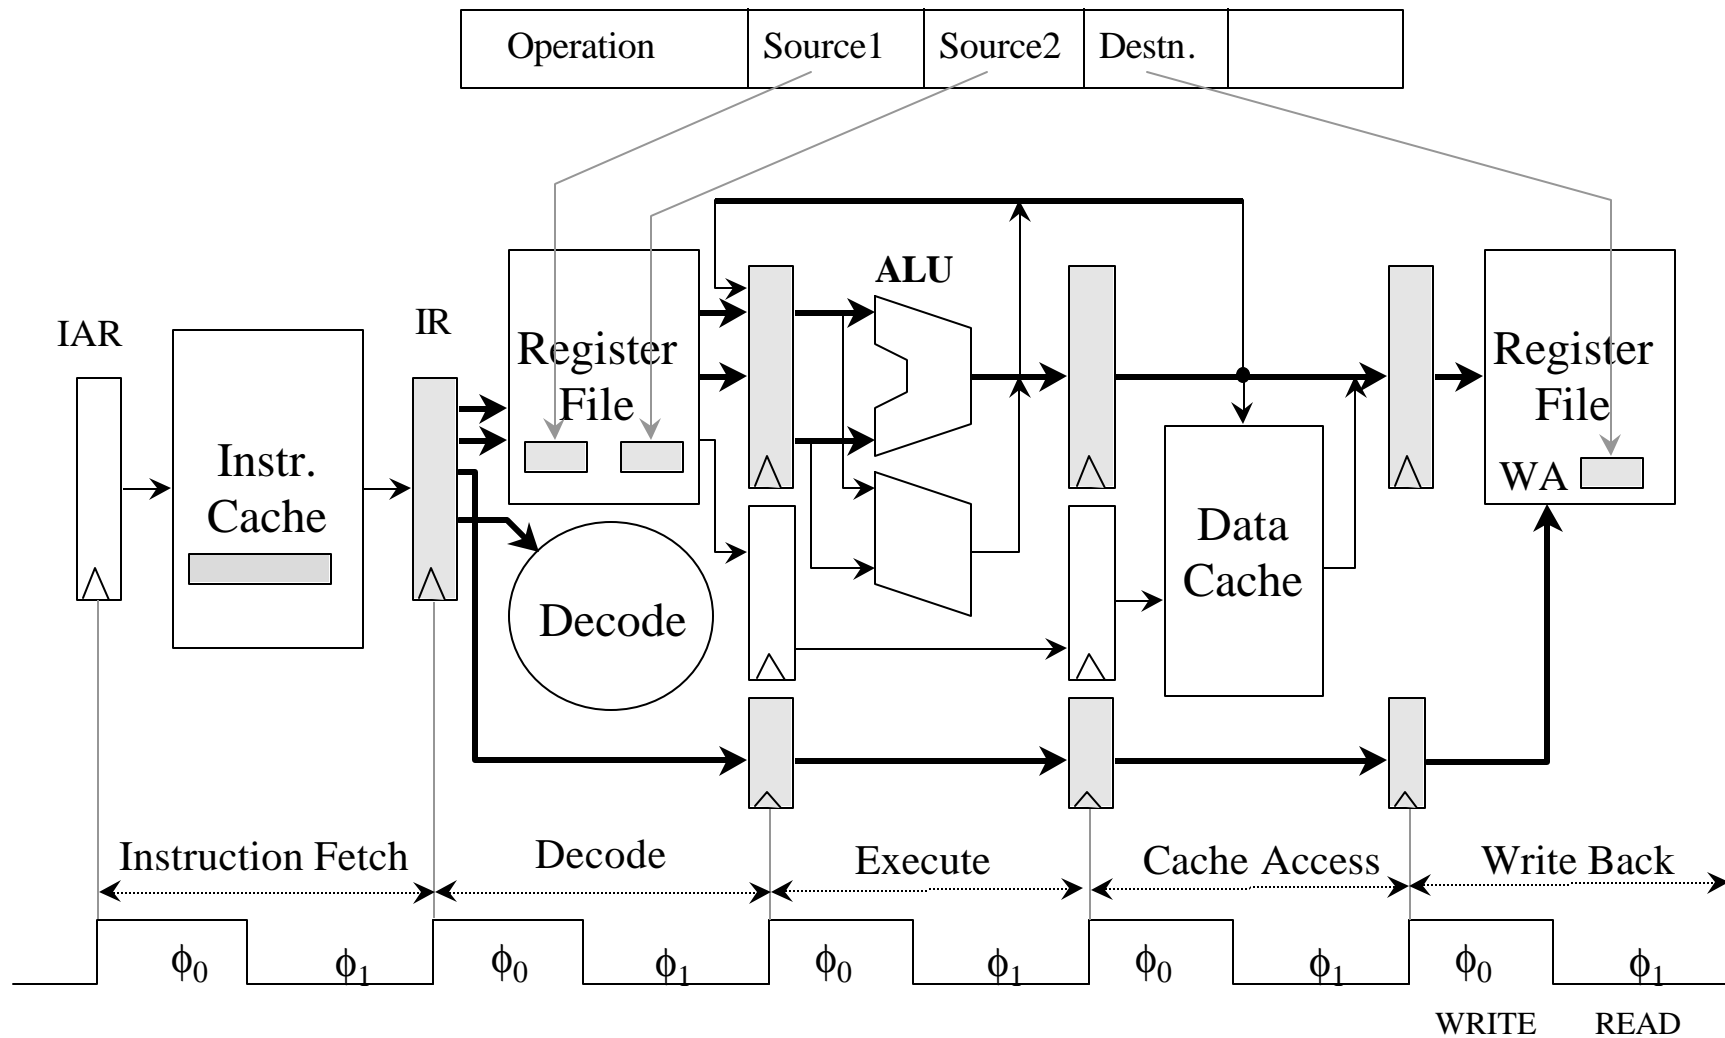 Operation Source1 Source2 Destn.
ALU
IAR
IR
Register
File
Instr.
Cache
Decode
Data
Cache
Register
File
WA
Instruction Fetch Decode Execute Cache Access Write Back
ϕ0 ϕ1 ϕ0 ϕ1 ϕ0 ϕ1 ϕ0 ϕ1 ϕ0 ϕ1
WRITE READ